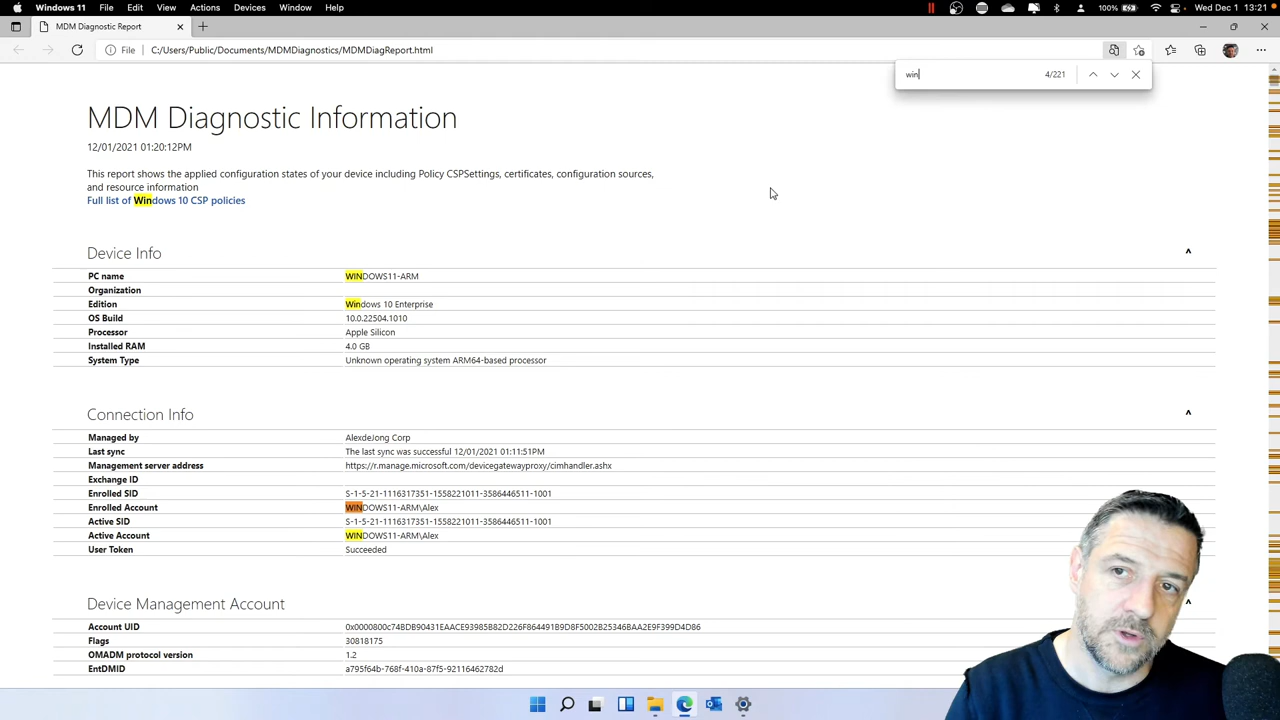 Windows 11 File Edit View Actions Devices Window Help 100% Wed Dec 1 13:21
MDM Diagnostic Report
File C:/Users/Public/Documents/MDMDiagnostics/MDMDiagReport.html
win 4/221
MDM Diagnostic Information
12/01/2021 01:20:12PM
This report shows the applied configuration states of your device including Policy CSPSettings, certificates, configuration sources,
and resource information
Full list of Windows 10 CSP policies
Device Info
PC name WINDOWS11-ARM
Organization
Edition Windows 10 Enterprise
OS Build 10.0.22504.1010
Processor Apple Silicon
Installed RAM 4.0 GB
System Type Unknown operating system ARM64-based processor
Connection Info
Managed by AlexdeJong Corp
Last sync The last sync was successful 12/01/2021 01:11:51PM
Management server address https://r.manage.microsoft.com/devicegatewayproxy/cimhandler.ashx
Exchange ID
Enrolled SID S-1-5-21-1116317351-1558221011-3586446511-1001
Enrolled Account WINDOWS11-ARM\Alex
Active SID S-1-5-21-1116317351-1558221011-3586446511-1001
Active Account WINDOWS11-ARM\Alex
User Token Succeeded
Device Management Account
Account UID 0x0000800c74BDB90431EAACE93985B82D226F864491B9D8F5002B25346BAA2E9F399D4D86
Flags 30818175
OMADM protocol version 1.2
EntDMID a795f64b-768f-410a-87f5-92116462782d